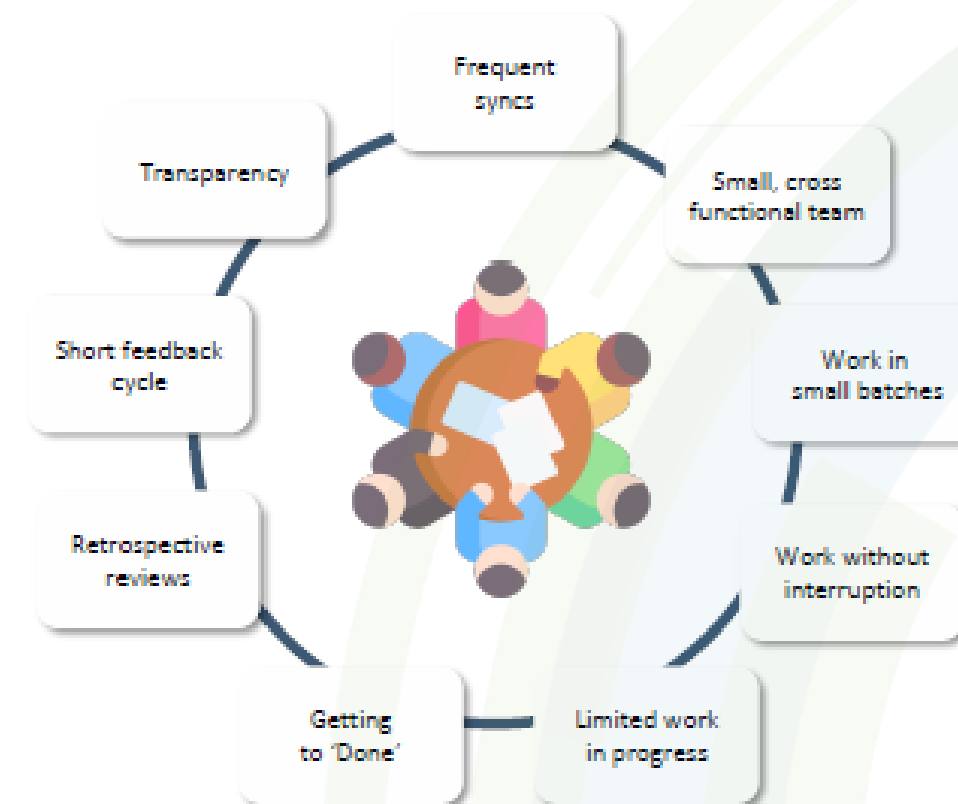 Frequent
syncs
Small, cross
functional team
Work in
small batches
Work without
interruption
Limited work
in progress
Getting
to ‘Done’
Retrospective
reviews
Short feedback
cycle
Transparency